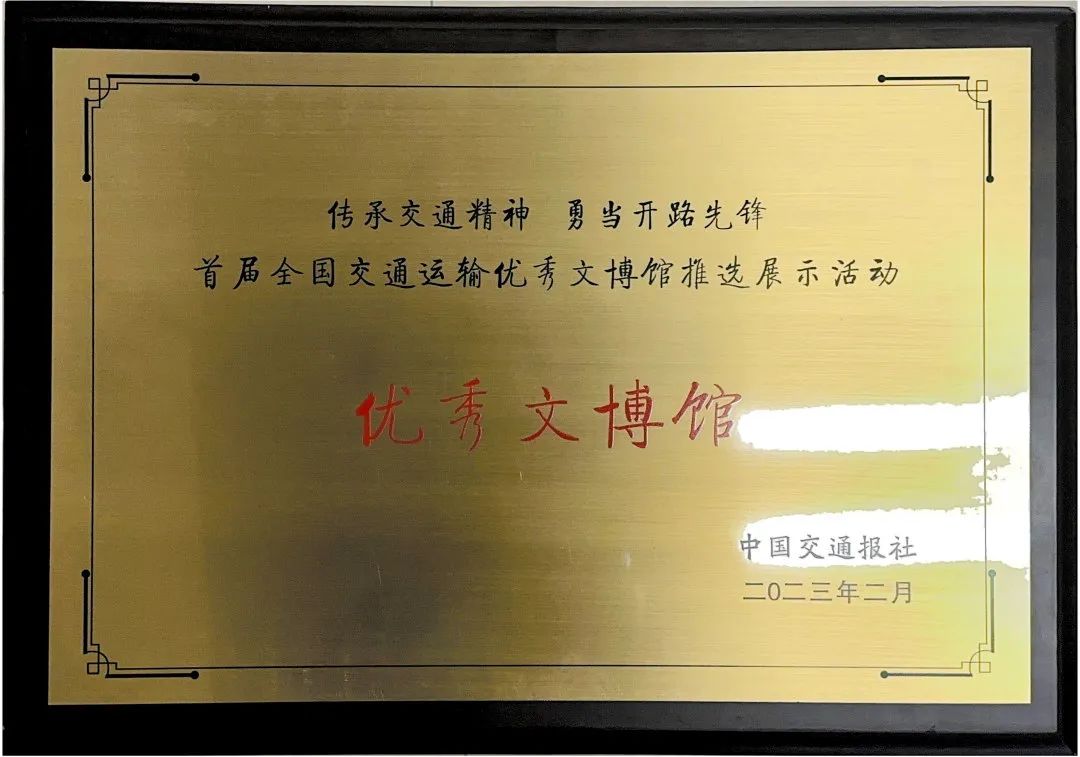 传承交通精神 勇当开路先锋
首届全国交通运输优秀文博馆推选展示活动
优秀文博馆
中国交通报社
二〇二三年二月